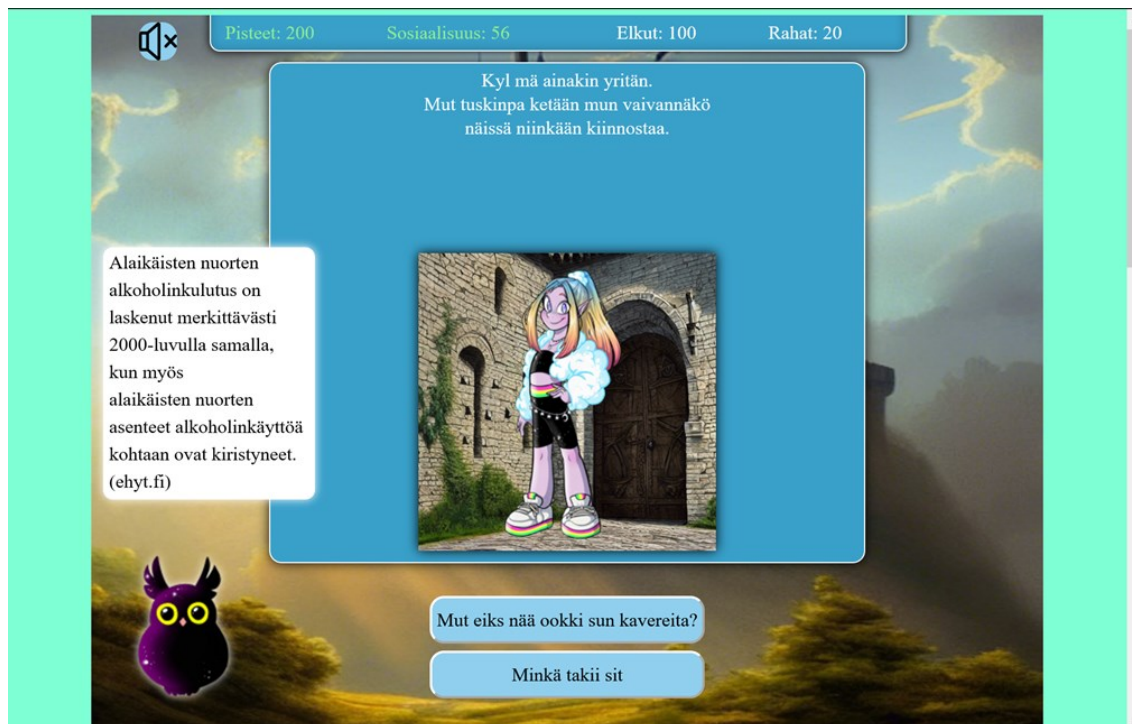 Pisteet: 200 Sosiaalisuus: 56 Elkut: 100 Rahat: 20
Kyl mä ainakin yritän.
Mut tuskinpa ketään mun vaivannäkö
näissä niinkään kiinnostaa.
Alaikäisten nuorten
alkoholinkulutus on
laskenut merkittävästi
2000-luvulla samalla,
kun myös
alaikäisten nuorten
asenteet alkoholinkäyttöä
kohtaan ovat kiristyneet.
(ehyt.fi)
Mut eiks nää ookki sun kavereita?
Minkä takii sit